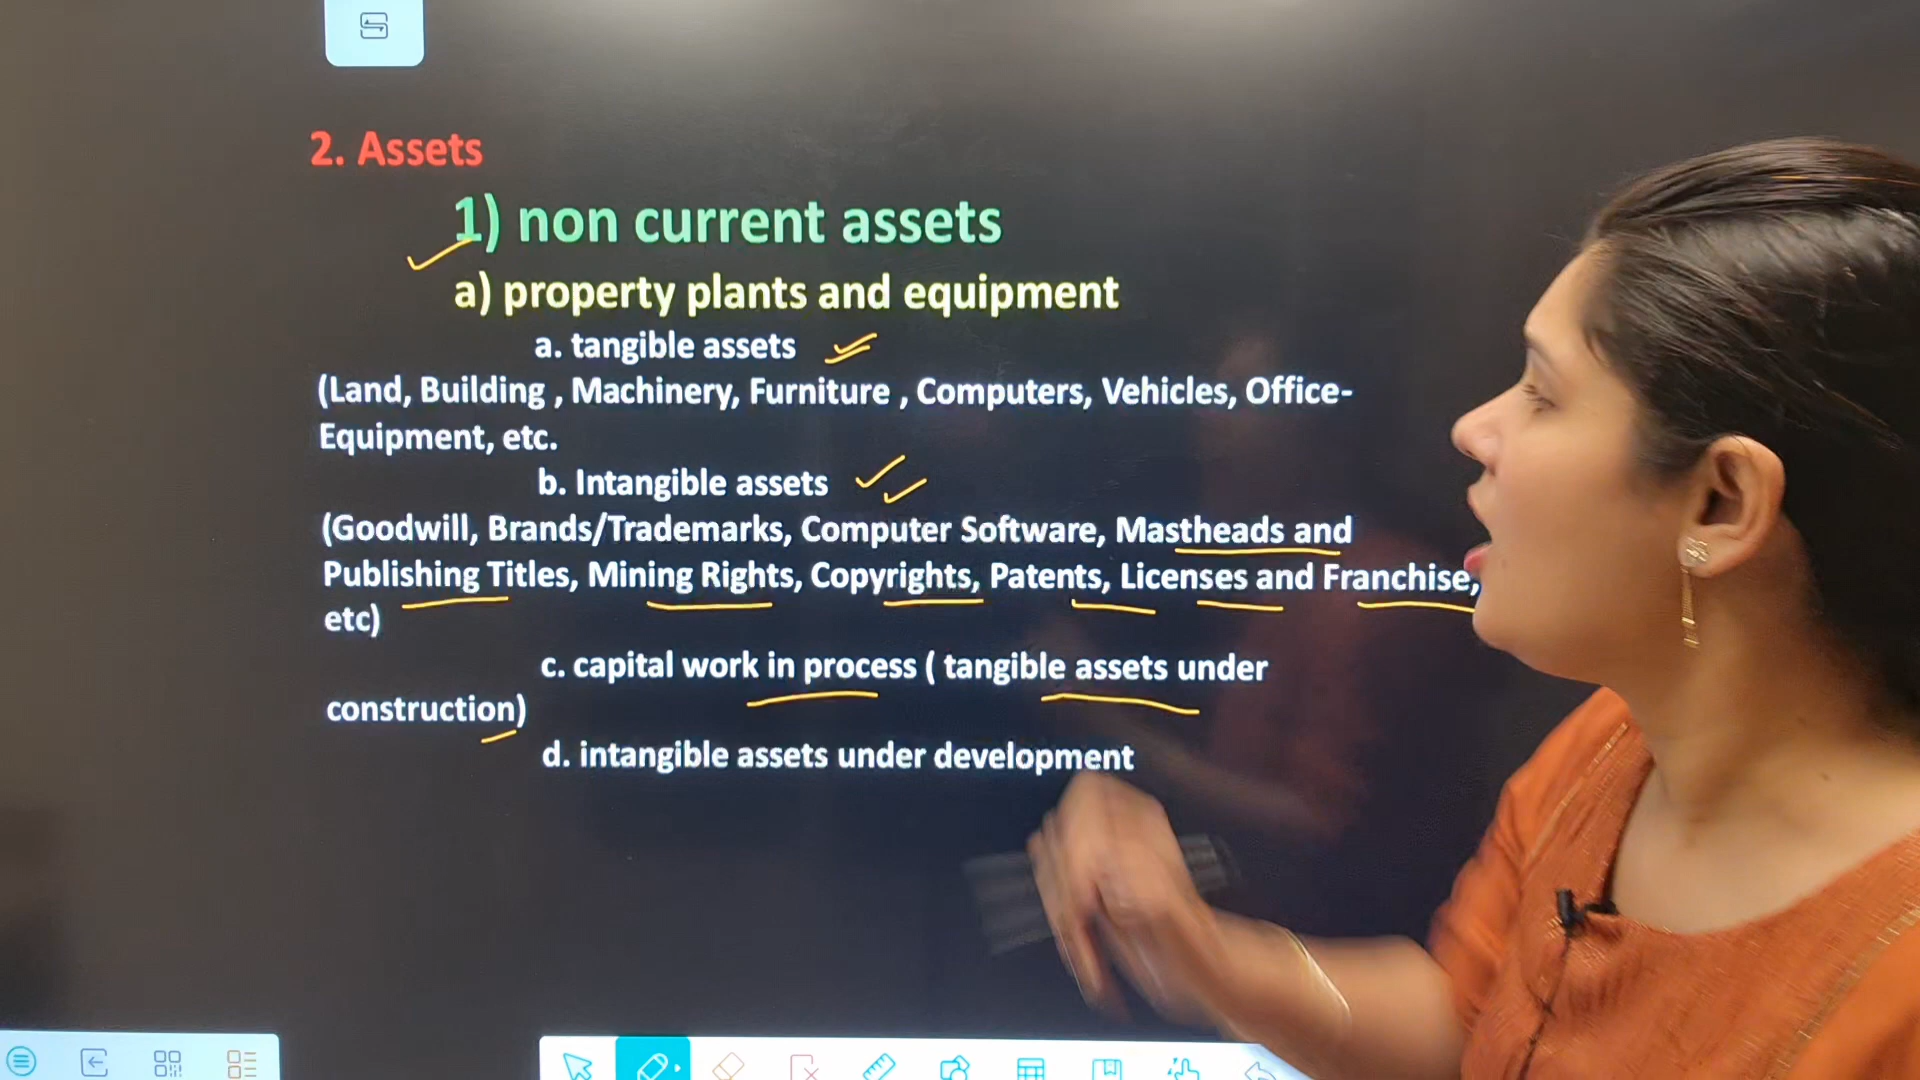 2. Assets
1) non current assets
a) property plants and equipment
a. tangible assets
(Land, Building , Machinery, Furniture , Computers, Vehicles, Office-
Equipment, etc.
b. Intangible assets
(Goodwill, Brands/Trademarks, Computer Software, Mastheads and
Publishing Titles, Mining Rights, Copyrights, Patents, Licenses and Franchise,
etc)
c. capital work in process ( tangible assets under
construction)
d. intangible assets under development